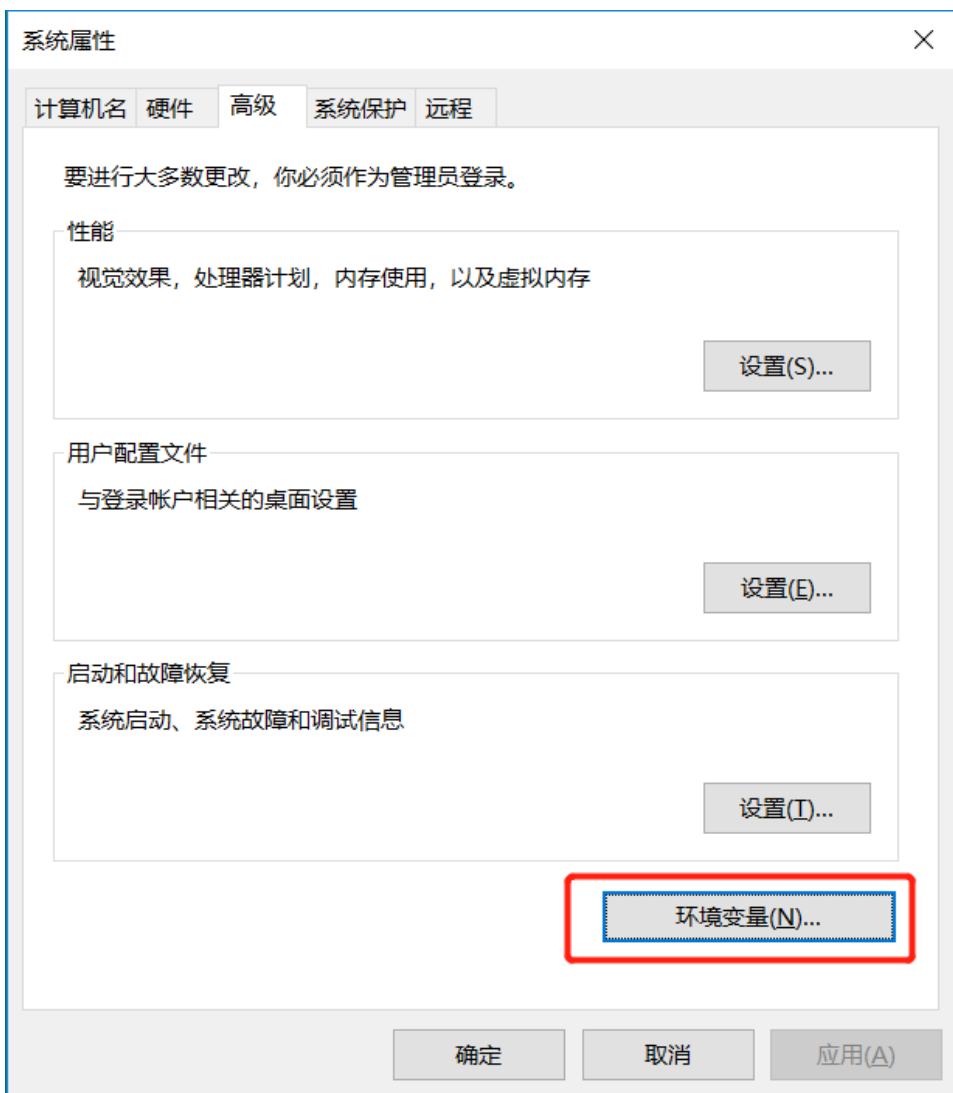 系统属性
计算机名 硬件 高级 系统保护 远程
要进行大多数更改，你必须作为管理员登录。
性能
视觉效果，处理器计划，内存使用，以及虚拟内存
设置(S)...
用户配置文件
与登录帐户相关的桌面设置
设置(E)...
启动和故障恢复
系统启动、系统故障和调试信息
设置(T)...
环境变量(N)...
确定 取消 应用(A)